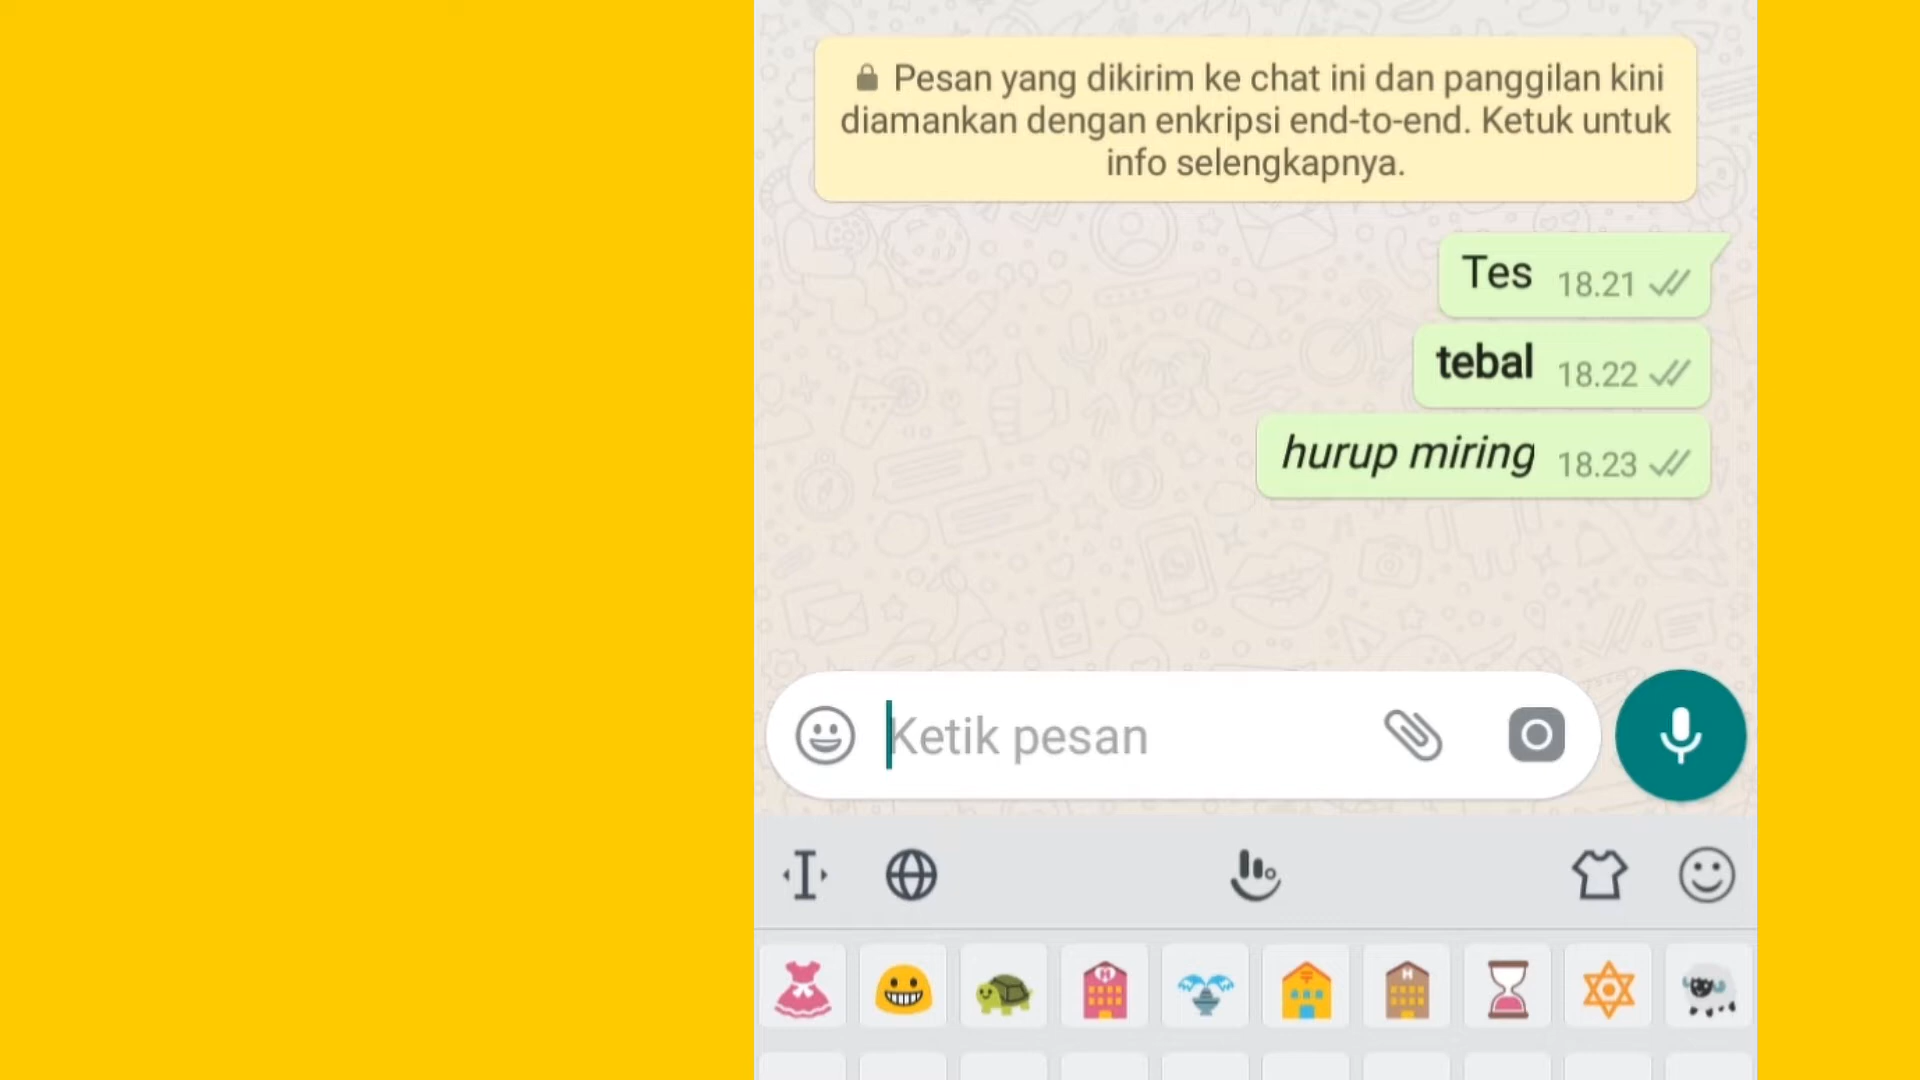 Pesan yang dikirim ke chat ini dan panggilan kini
diamankan dengan enkripsi end-to-end. Ketuk untuk
info selengkapnya.
Tes 18.21
tebal 18.22
hurup miring 18.23
Ketik pesan